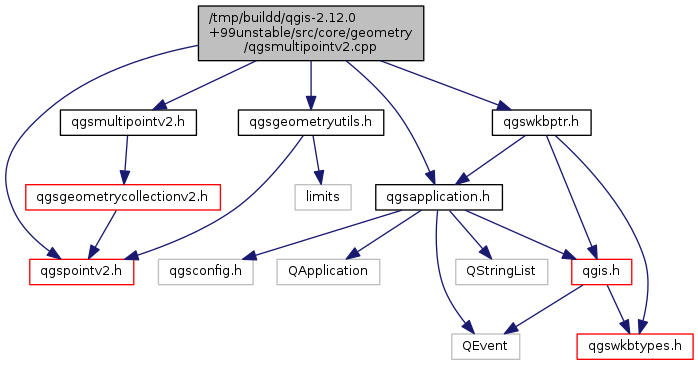 /tmp/buildd/qgis-2.12.0
+99unstable/src/core/geometry
/qgsmultipointv2.cpp
qgsmultipointv2.h
qgsgeometryutils.h
qgswkbptr.h
qgsgeometrycollectionv2.h
limits
qgsapplication.h
qgspointv2.h
qgsconfig.h
QApplication
QStringList
qgis.h
QEvent
qgswkbtypes.h